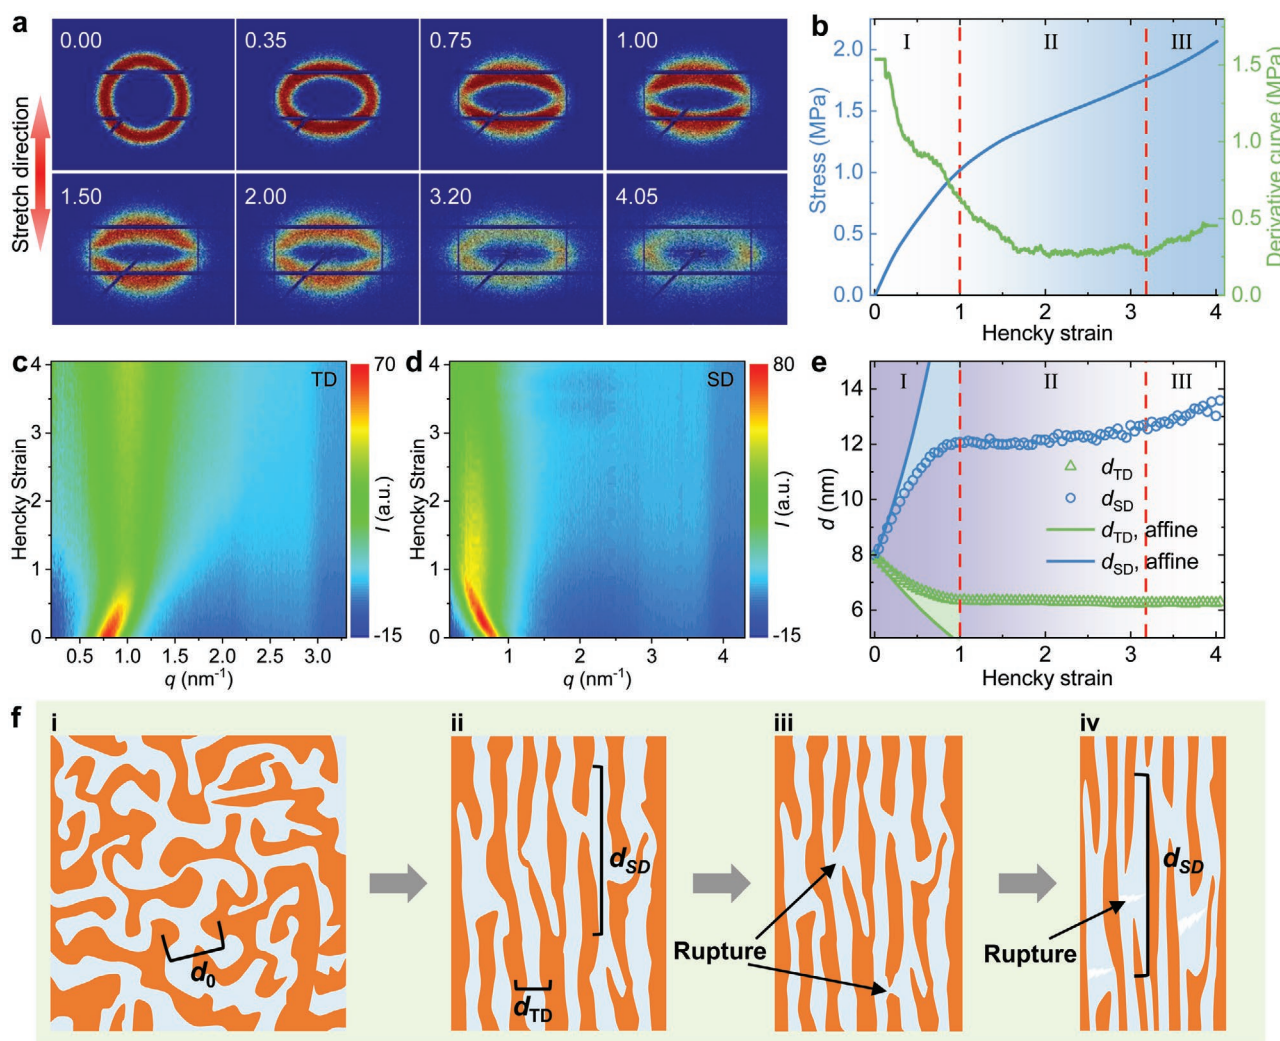 a
0.00
0.35
0.75
1.00
1.50
2.00
3.20
4.05
Stretch direction
b
I
II
III
2.0
1.5
1.0
0.5
0.0
Stress (MPa)
1.5
1.0
0.5
0.0
Derivative curve (MPa)
0 1 2 3 4
Hencky strain
c
TD
4
3
2
1
0
Hencky Strain
0.5 1.0 1.5 2.0 2.5 3.0
q (nm⁻¹)
70
I (a.u.)
-15
d
SD
4
3
2
1
0
Hencky Strain
1 2 3 4
q (nm⁻¹)
80
I (a.u.)
-15
e
I
II
III
14
12
10
8
6
d (nm)
d_TD
d_SD
d_TD, affine
d_SD, affine
0 1 2 3 4
Hencky strain
f
i
d₀
ii
d_SD
d_TD
iii
Rupture
iv
d_SD
Rupture